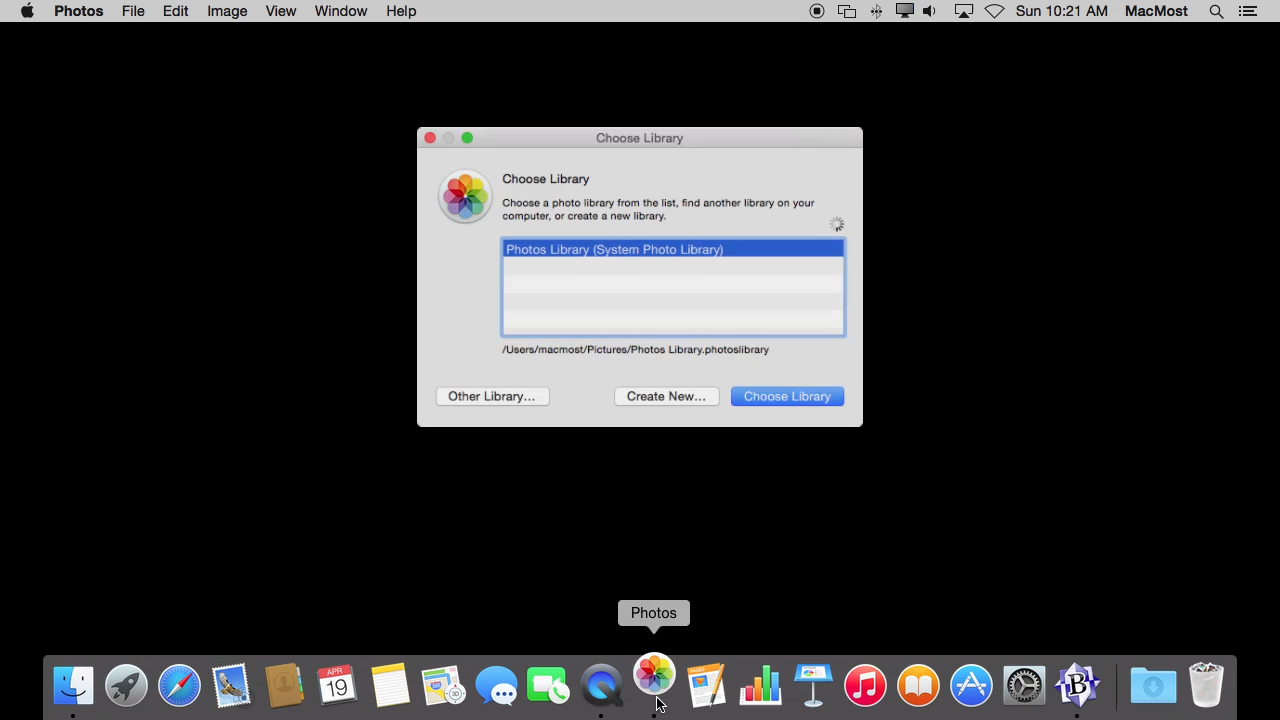 Photos File Edit Image View Window Help Sun 10:21 AM MacMost
Choose Library
Choose Library
Choose a photo library from the list, find another library on your
computer, or create a new library.
Photos Library (System Photo Library)
/Users/macmost/Pictures/Photos Library.photoslibrary
Other Library... Create New... Choose Library
Photos
APR
19
PAGES
B